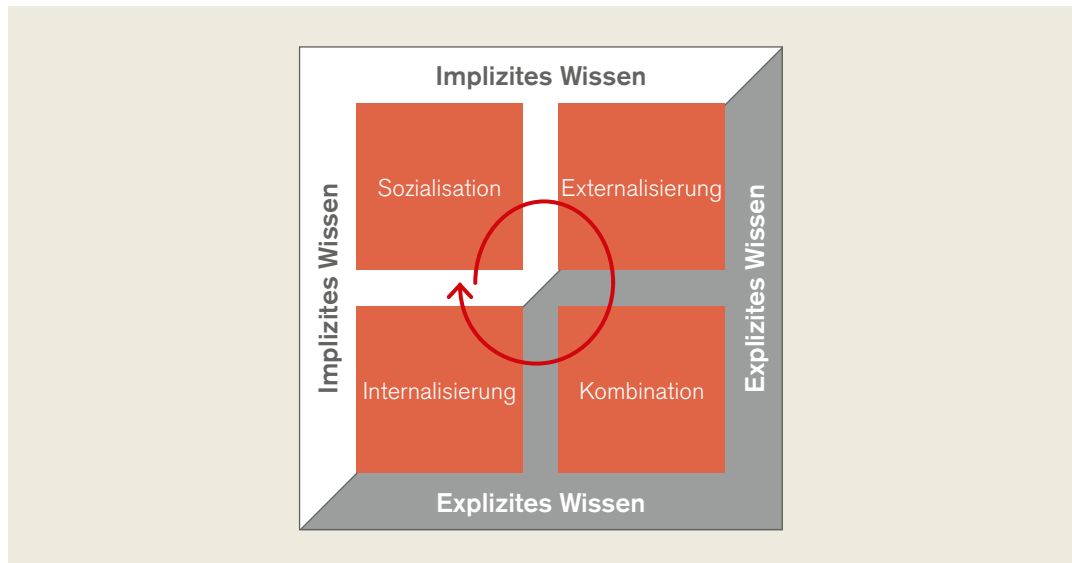 Implizites Wissen
Sozialisation
Externalisierung
Implizites Wissen
Explizites Wissen
Internalisierung
Kombination
Explizites Wissen